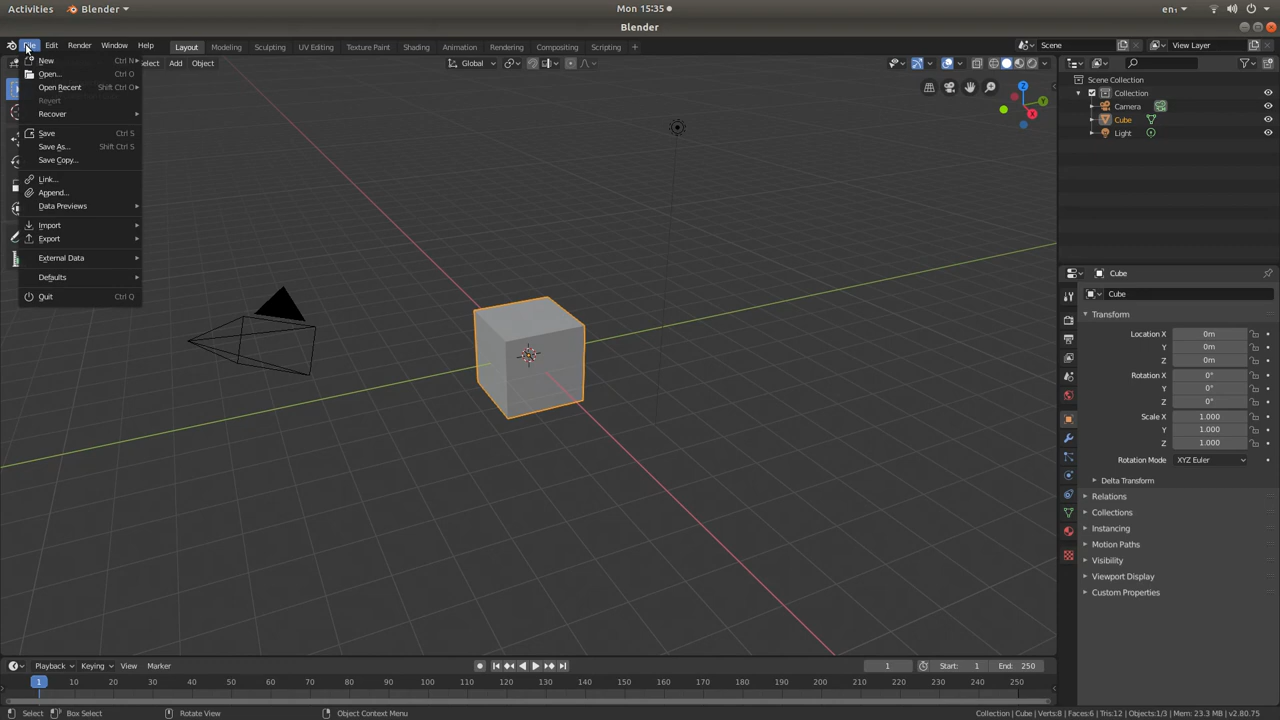 Activities
Blender
Mon 15:35
en₁
Blender
File
Edit
Render
Window
Help
Layout
Modeling
Sculpting
UV Editing
Texture Paint
Shading
Animation
Rendering
Compositing
Scripting
+
Scene
View Layer
New Ctrl N
Open... Ctrl O
Open Recent Shift Ctrl O
Revert
Recover
Save Ctrl S
Save As... Shift Ctrl S
Save Copy...
Link...
Append...
Data Previews
Import
Export
External Data
Defaults
Quit Ctrl Q
Select
Add
Object
Global
X
Y
Z
Scene Collection
Collection
Camera
Cube
Light
Cube
Cube
Transform
Location X 0m
Y 0m
Z 0m
Rotation X 0°
Y 0°
Z 0°
Scale X 1.000
Y 1.000
Z 1.000
Rotation Mode XYZ Euler
Delta Transform
Relations
Collections
Instancing
Motion Paths
Visibility
Viewport Display
Custom Properties
Playback
Keying
View
Marker
1
Start: 1
End: 250
1 10 20 30 40 50 60 70 80 90 100 110 120 130 140 150 160 170 180 190 200 210 220 230 240 250
Select
Box Select
Rotate View
Object Context Menu
Collection | Cube | Verts:8 | Faces:6 | Tris:12 | Objects:1/3 | Mem: 23.3 MB | v2.80.75